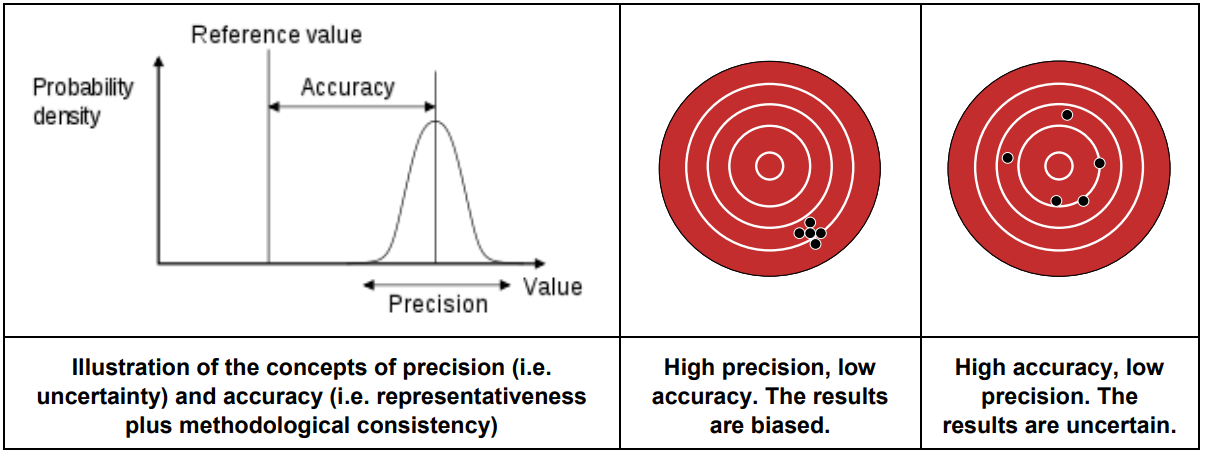 Reference value
Probability
density
Accuracy
Value
Precision
Illustration of the concepts of precision (i.e.
uncertainty) and accuracy (i.e. representativeness
plus methodological consistency)
High precision, low
accuracy. The results
are biased.
High accuracy, low
precision. The
results are uncertain.